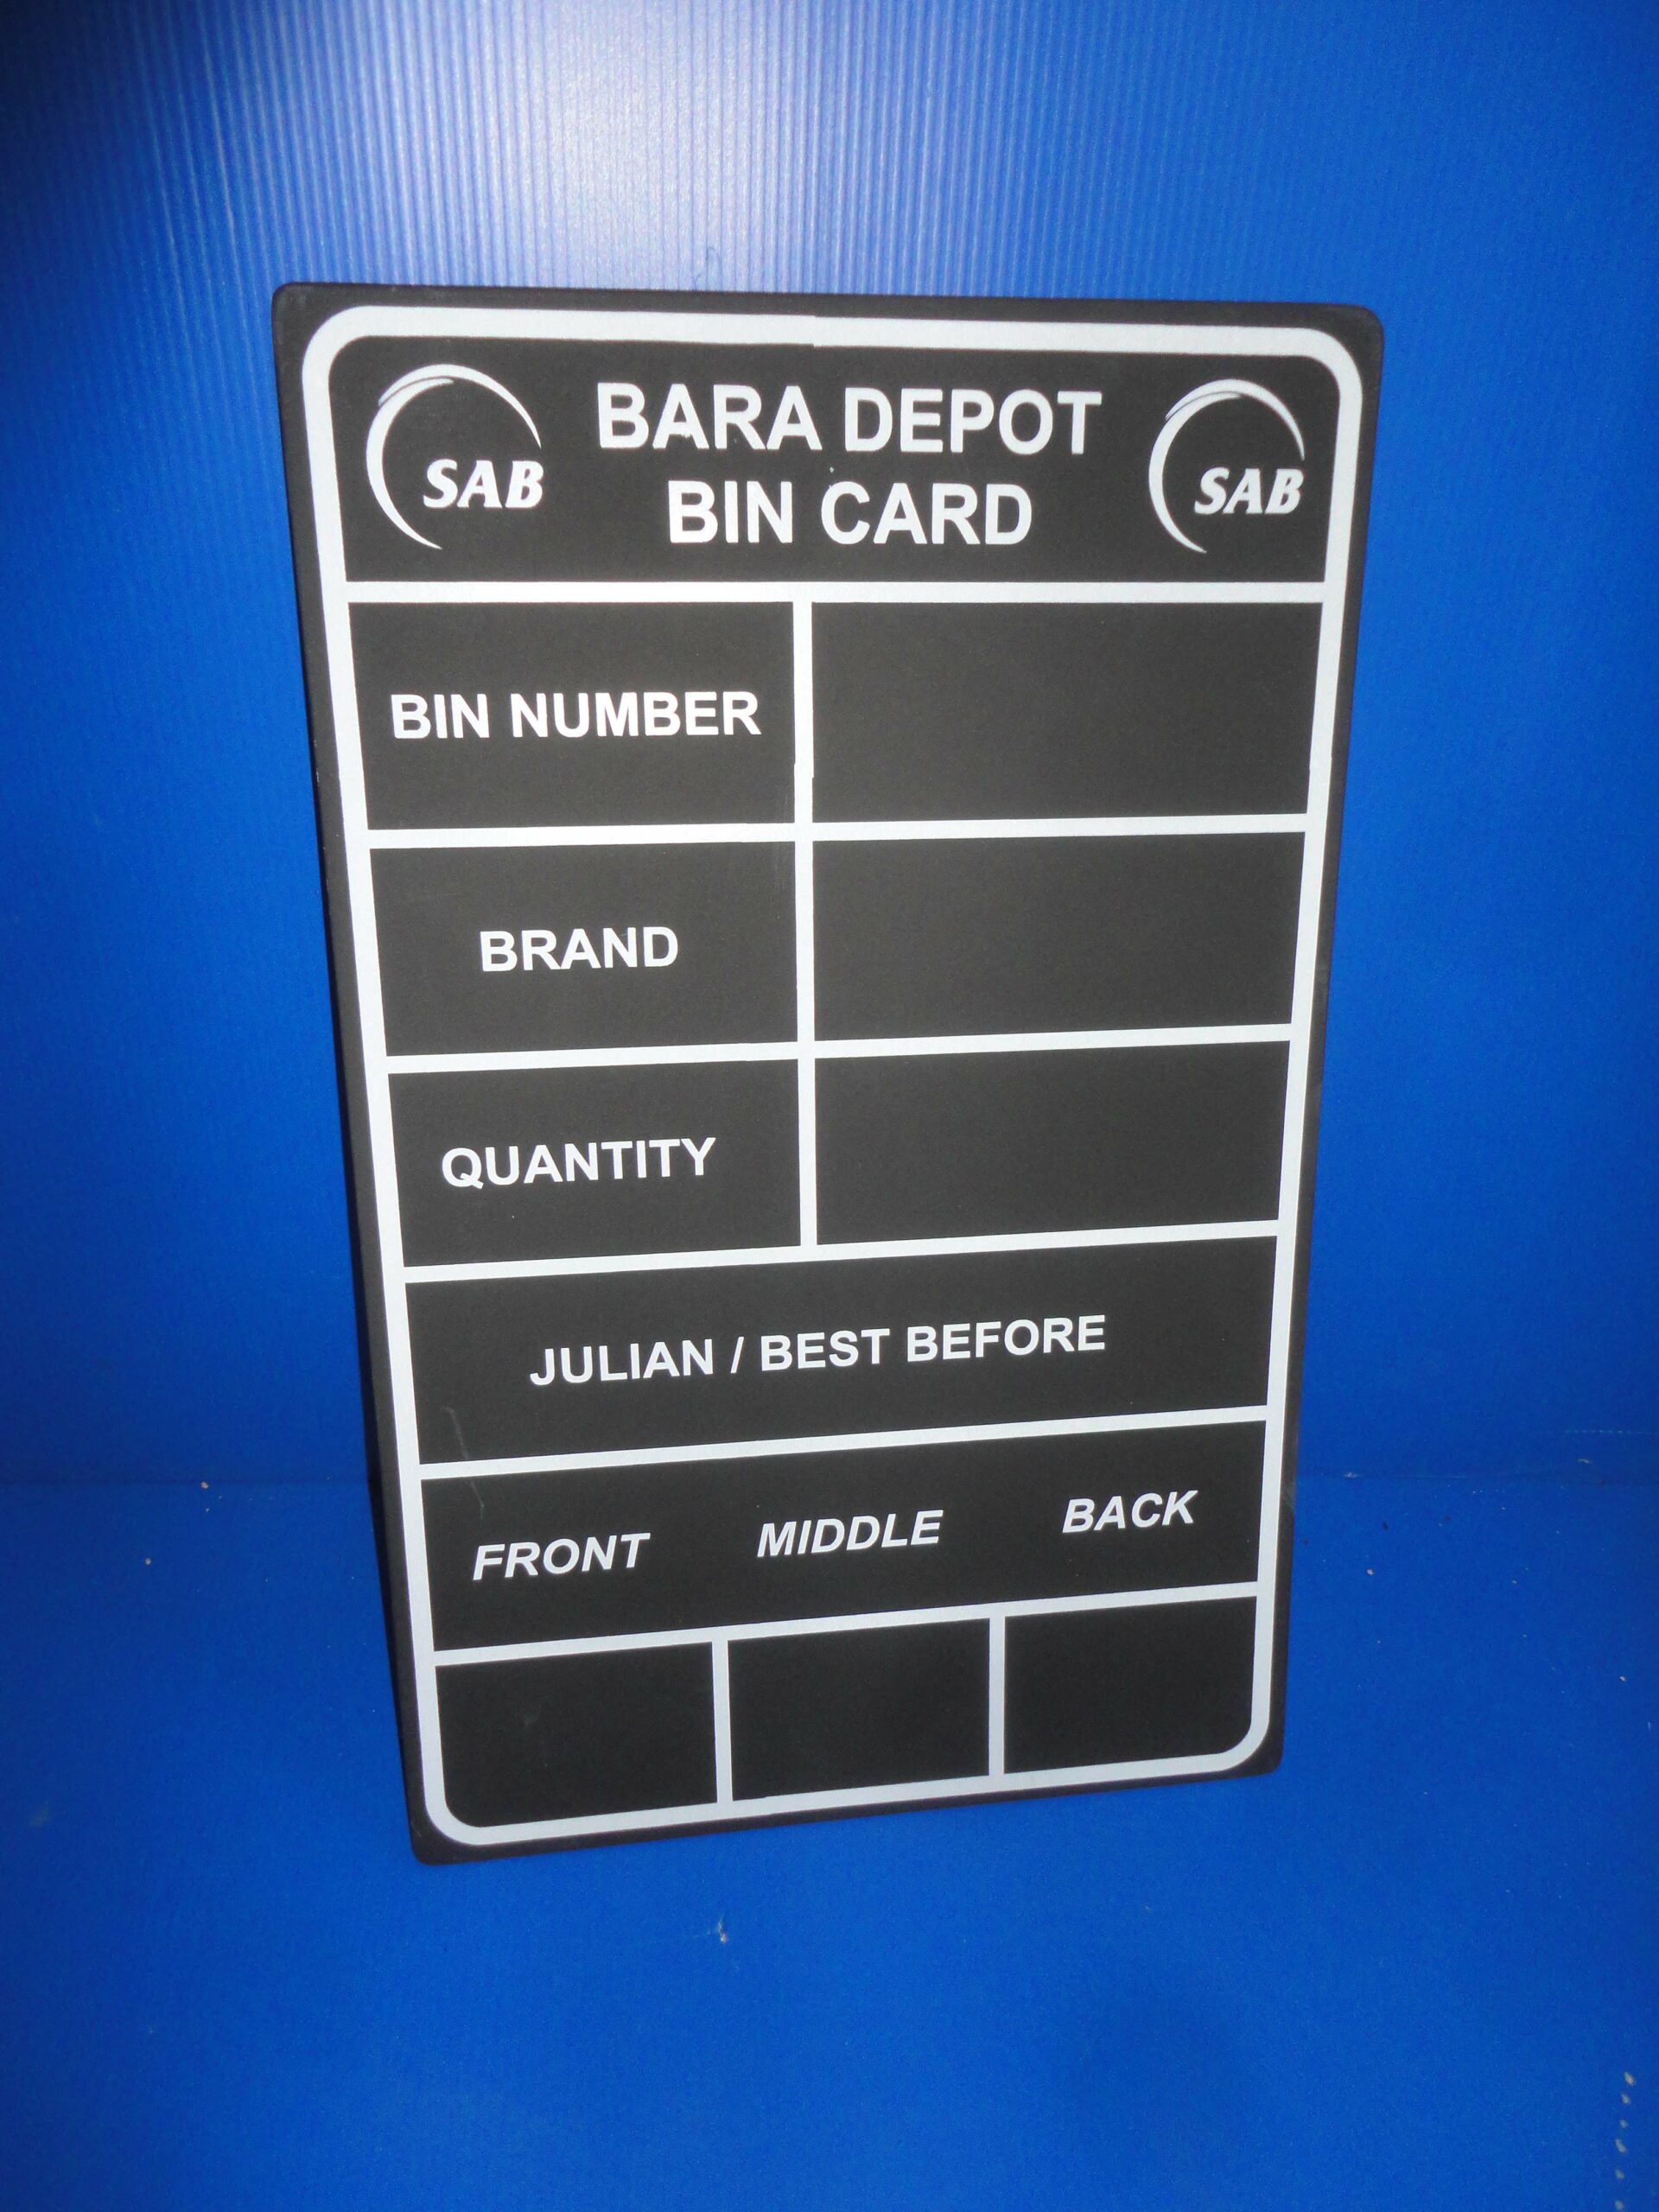 SAB
BARA DEPOT
BIN CARD
SAB
BIN NUMBER
BRAND
QUANTITY
JULIAN / BEST BEFORE
FRONT MIDDLE BACK